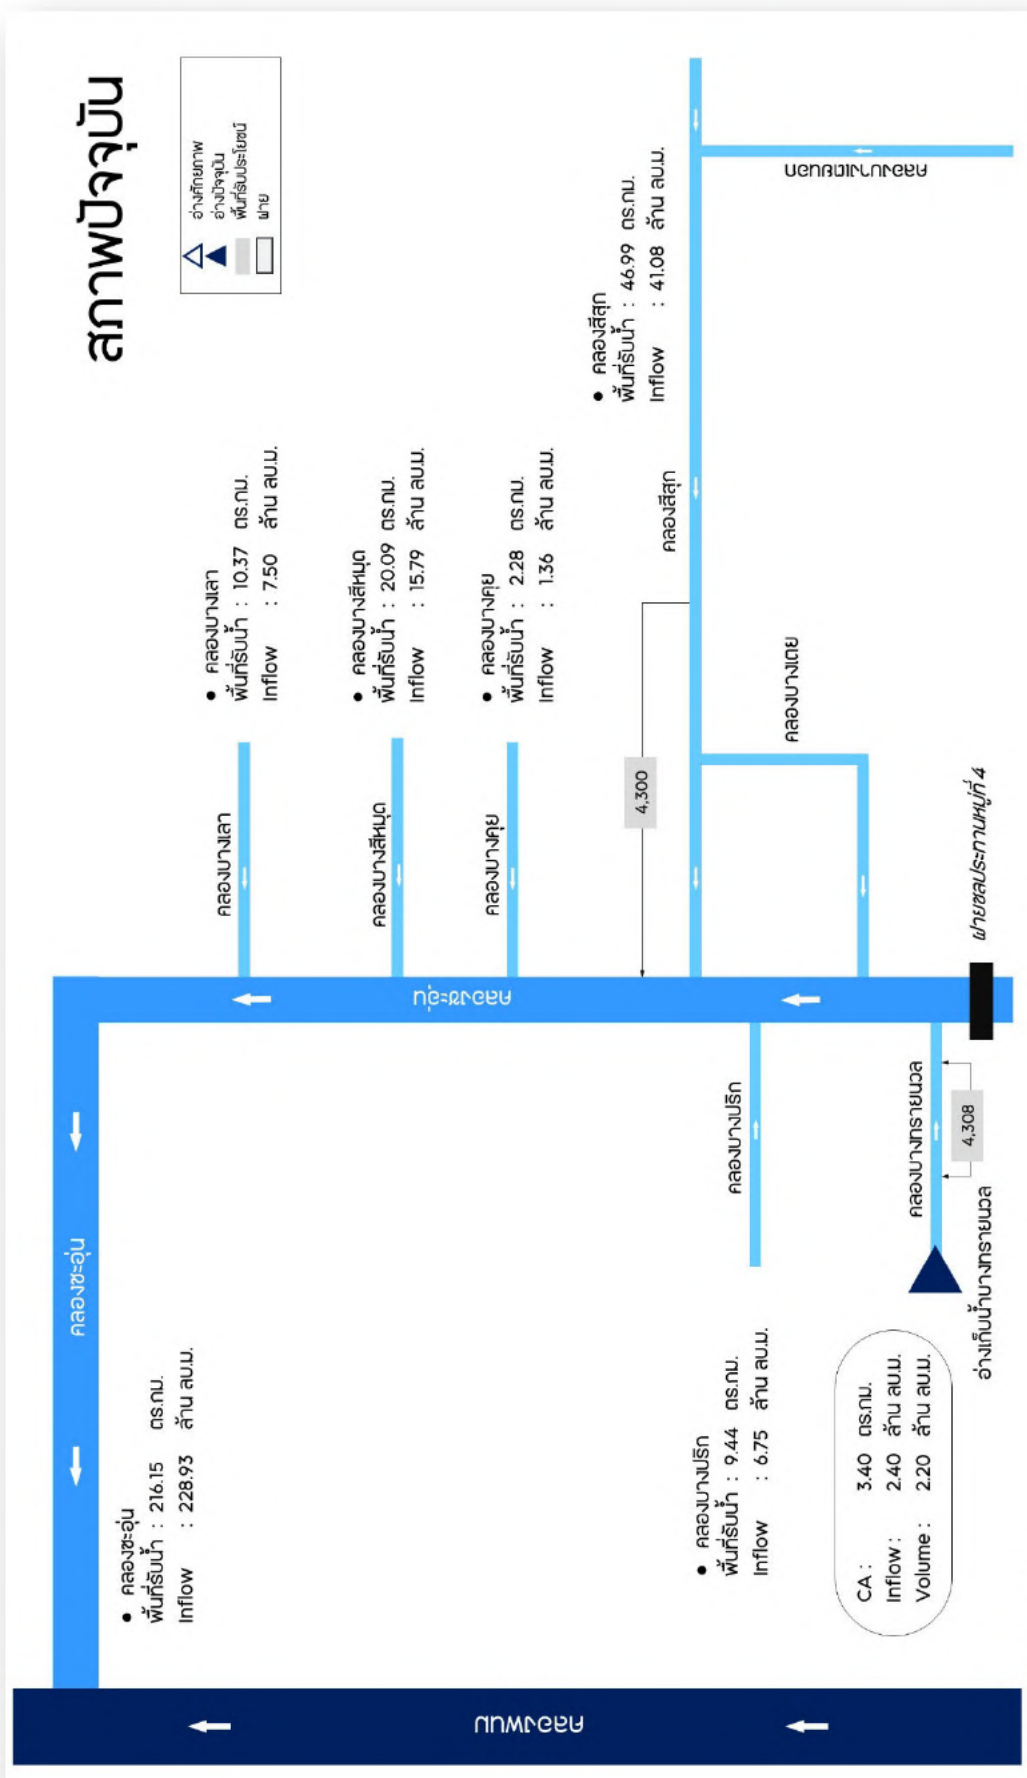 สภาพปัจจุบัน
อ่างศักยภาพ
อ่างปัจจุบัน
พื้นที่รับประโยชน์
ฝาย
• คลองบางเลา
พื้นที่รับน้ำ : 10.37 ตร.กม.
Inflow : 7.50 ล้าน ลบ.ม.
• คลองบางสีหมุด
พื้นที่รับน้ำ : 20.09 ตร.กม.
Inflow : 15.79 ล้าน ลบ.ม.
• คลองบางคุย
พื้นที่รับน้ำ : 2.28 ตร.กม.
Inflow : 1.36 ล้าน ลบ.ม.
• คลองสีสุก
พื้นที่รับน้ำ : 46.99 ตร.กม.
Inflow : 41.08 ล้าน ลบ.ม.
คลองบางเลา
คลองบางสีหมุด
คลองบางคุย
4,300
คลองสีสุก
คลองบางเตย
ฝายชลประทานหมู่ที่ 4
คลองชะอุ่น
คลองชะอุ่น
คลองบางปริก
คลองบางทรายนวล
4,308
อ่างเก็บน้ำบางทรายนวล
• คลองชะอุ่น
พื้นที่รับน้ำ : 216.15 ตร.กม.
Inflow : 228.93 ล้าน ลบ.ม.
• คลองบางปริก
พื้นที่รับน้ำ : 9.44 ตร.กม.
Inflow : 6.75 ล้าน ลบ.ม.
CA : 3.40 ตร.กม.
Inflow : 2.40 ล้าน ลบ.ม.
Volume : 2.20 ล้าน ลบ.ม.
คลองพนม